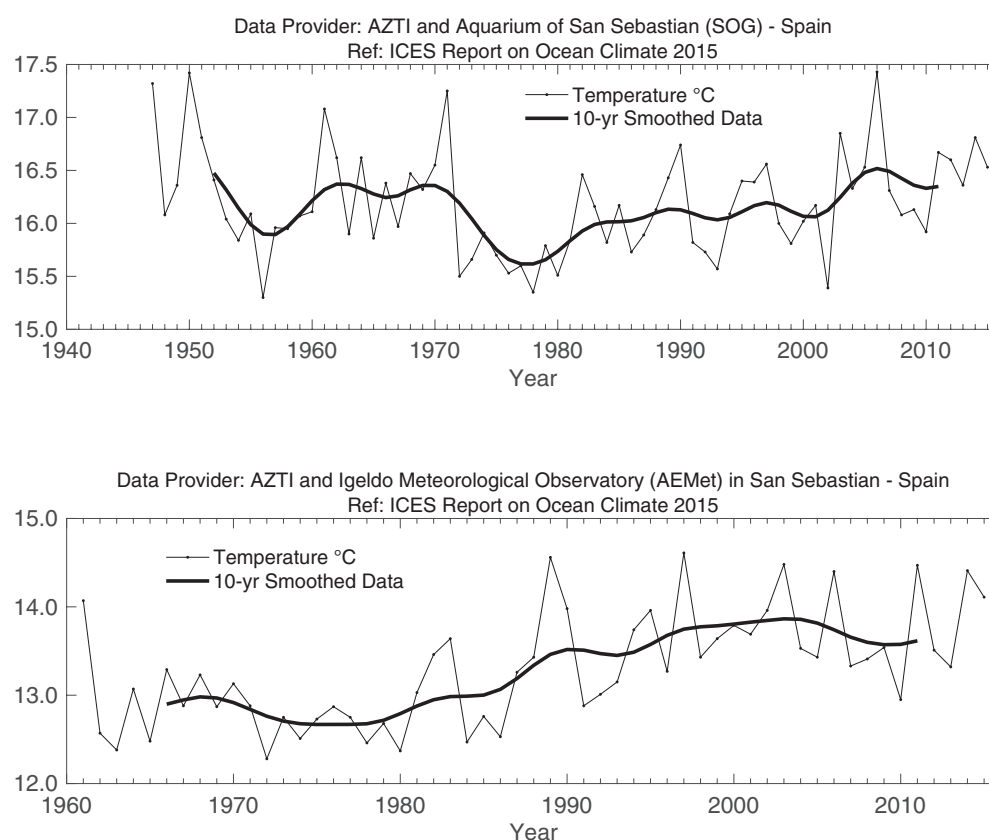 Data Provider: AZTI and Aquarium of San Sebastian (SOG) - Spain
Ref: ICES Report on Ocean Climate 2015
17.5
17.0
16.5
16.0
15.5
15.0
Temperature °C
10-yr Smoothed Data
1940 1950 1960 1970 1980 1990 2000 2010
Year
Data Provider: AZTI and Igeldo Meteorological Observatory (AEMet) in San Sebastian - Spain
Ref: ICES Report on Ocean Climate 2015
15.0
14.0
13.0
12.0
Temperature °C
10-yr Smoothed Data
1960 1970 1980 1990 2000 2010
Year